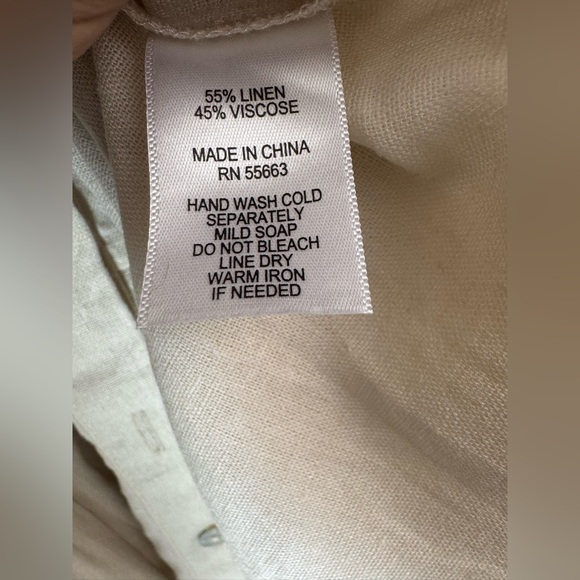 55% LINEN
45% VISCOSE
MADE IN CHINA
RN 55663
HAND WASH COLD
SEPARATELY
MILD SOAP
DO NOT BLEACH
LINE DRY
WARM IRON
IF NEEDED